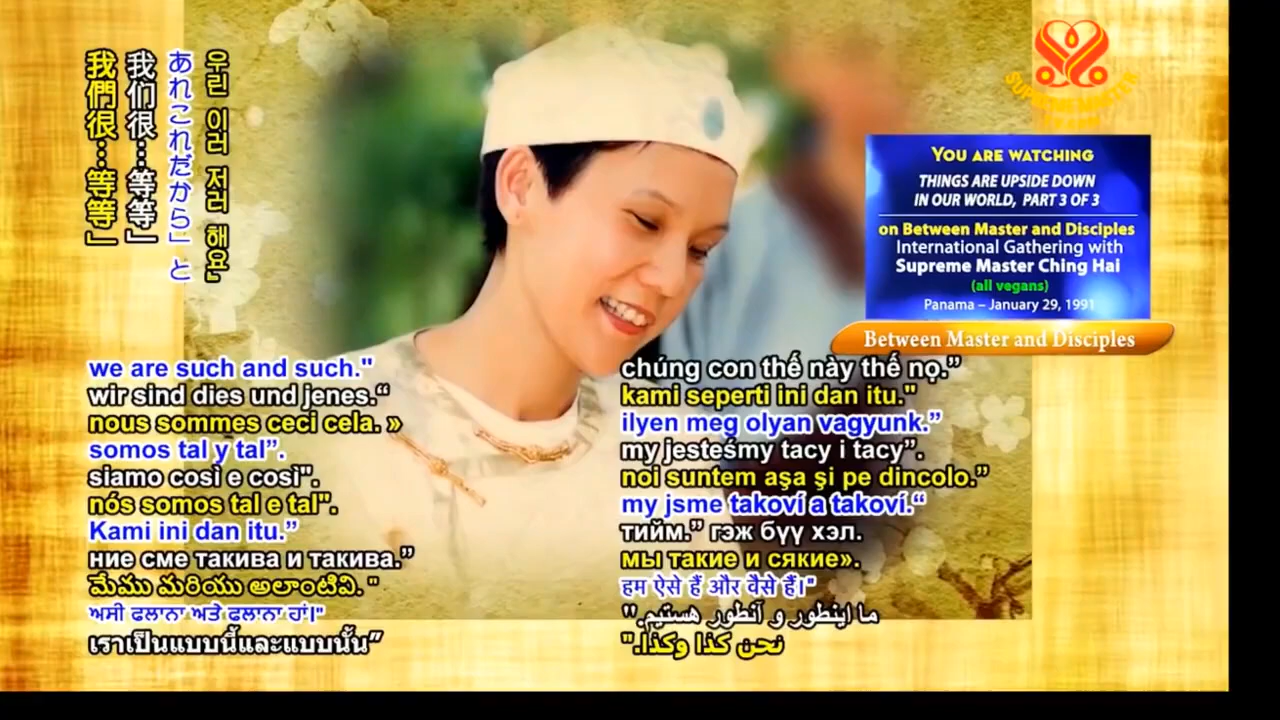 우린 이러 저러 해요"
あれこれだから」と
我们很…等等”
我們很…等等」
SUPREME MASTER
YOU ARE WATCHING
THINGS ARE UPSIDE DOWN
IN OUR WORLD, PART 3 OF 3
on Between Master and Disciples
International Gathering with
Supreme Master Ching Hai
(all vegans)
Panama – January 29, 1991
Between Master and Disciples
we are such and such."
wir sind dies und jenes.“
nous sommes ceci cela. »
somos tal y tal”.
siamo così e così".
nós somos tal e tal".
Kami ini dan itu.”
ние сме такива и такива.”
మేము మరియు అలాంటివి. "
ਅਸੀ ਫਲਾਨਾ ਅਤੇ ਫਲਾਨਾ ਹਾਂ।"
เราเป็นแบบนี้และแบบนั้น”
chúng con thế này thế nọ.”
kami seperti ini dan itu."
ilyen meg olyan vagyunk.”
my jesteśmy tacy i tacy”.
noi suntem aşa şi pe dincolo.”
my jsme takoví a takoví.“
тийм.” гэж бүү хэл.
мы такие и сякие».
हम ऐसे हैं और वैसे हैं।"
ما اینطور و آنطور هستیم."
نحن كذا وكذا."